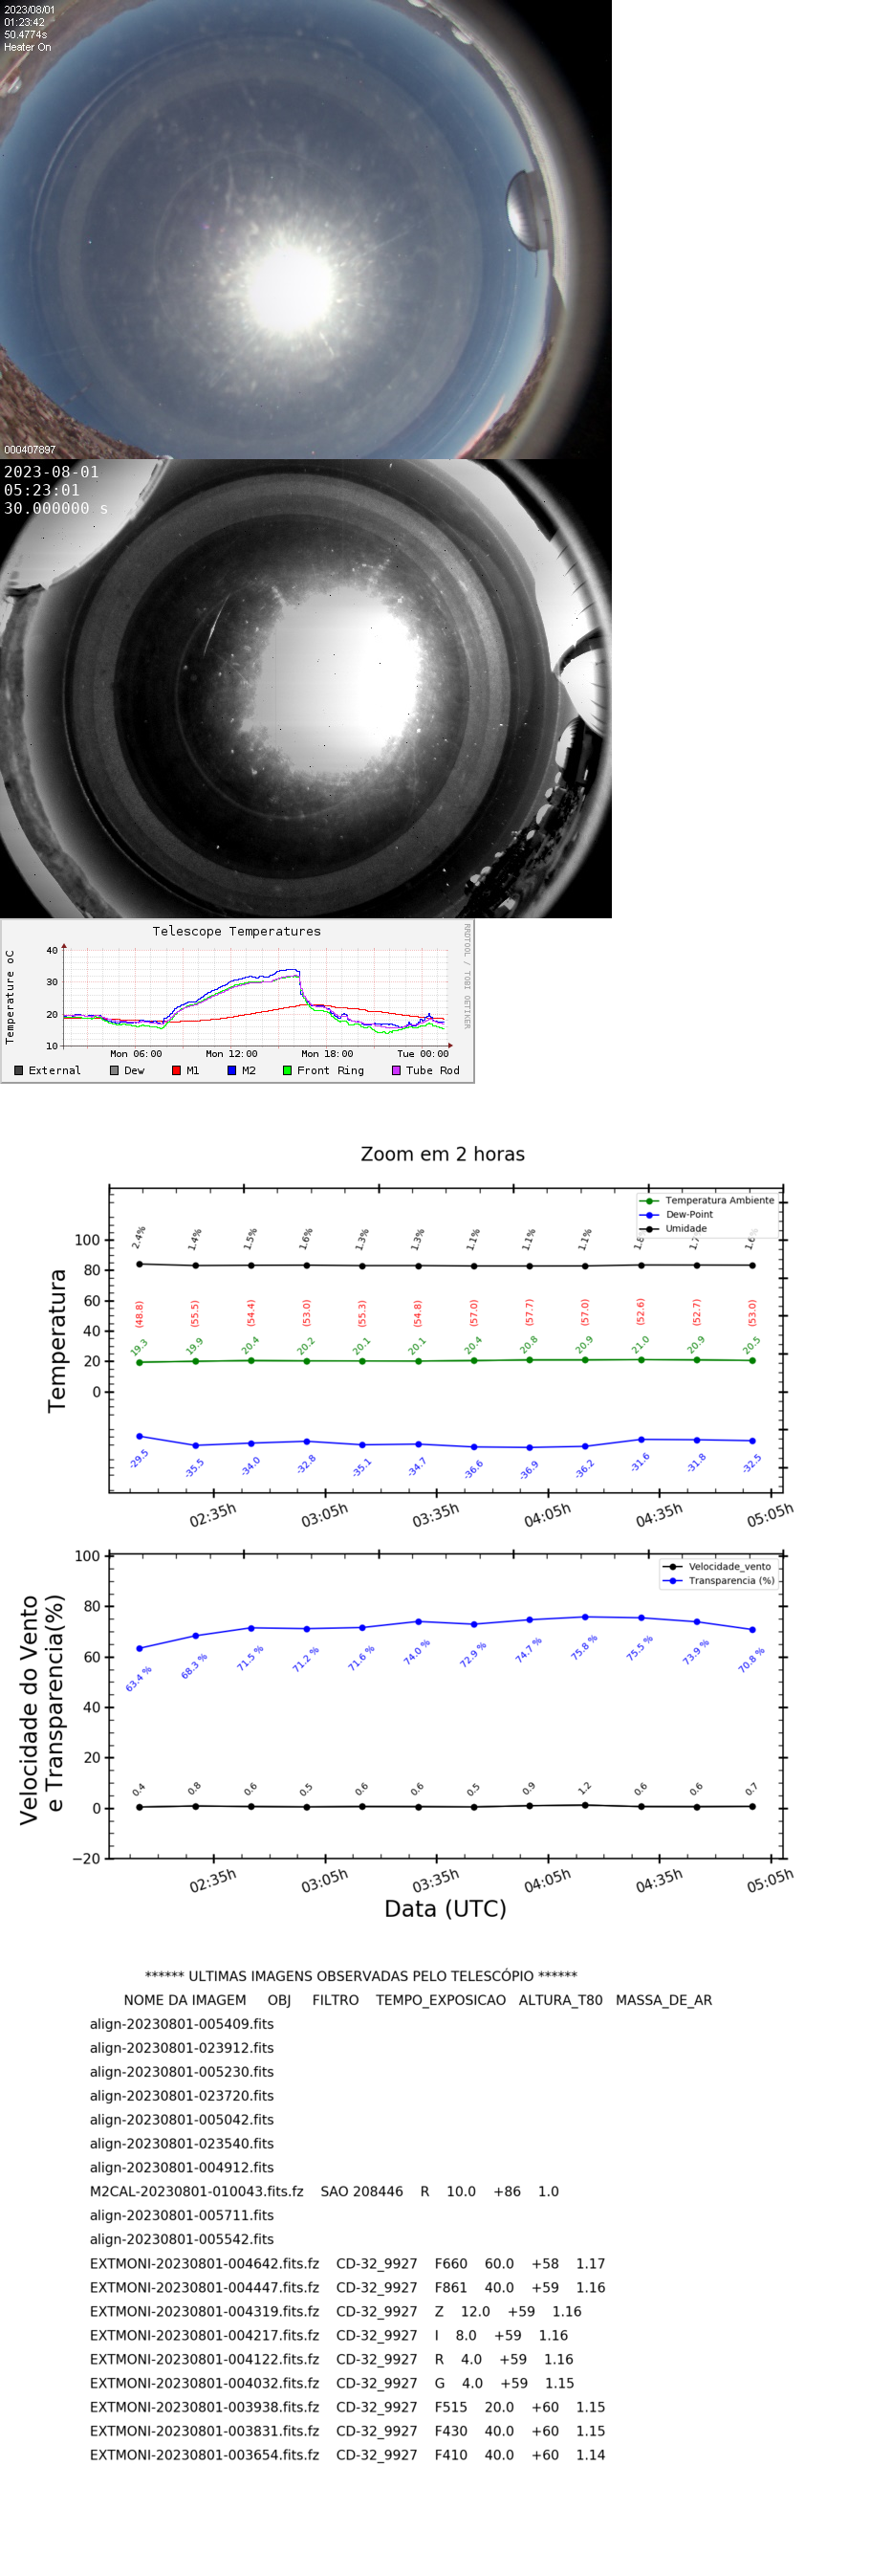 2023/08/01
01:23:42
50.4774s
Heater On
000407897
2023-08-01
05:23:01
30.000000 s
Telescope Temperatures
RRDTOOL / TOBI OETIKER
Temperature oC
40
30
20
10
Mon 06:00 Mon 12:00 Mon 18:00 Tue 00:00
External Dew M1 M2 Front Ring Tube Rod
Zoom em 2 horas
Temperatura Ambiente
Dew-Point
Umidade
Temperatura
100
80
60
40
20
0
2.4% 1.4% 1.5% 1.6% 1.3% 1.3% 1.1% 1.1% 1.1%
(48.8) (55.5) (54.4) (53.0) (55.3) (54.8) (57.0) (57.7) (57.0) (52.6) (52.7) (53.0)
19.3 19.9 20.4 20.2 20.1 20.1 20.4 20.8 20.9 21.0 20.9 20.5
-29.5 -35.5 -34.0 -32.8 -35.1 -34.7 -36.6 -36.9 -36.2 -31.6 -31.8 -32.5
02:35h 03:05h 03:35h 04:05h 04:35h 05:05h
Velocidade_vento
Transparencia (%)
Velocidade do Vento
e Transparencia(%)
100
80
60
40
20
0
−20
63.4 % 68.3 % 71.5 % 71.2 % 71.6 % 74.0 % 72.9 % 74.7 % 75.8 % 75.5 % 73.9 % 70.8 %
0.4 0.8 0.6 0.5 0.6 0.6 0.5 0.9 1.2 0.6 0.6 0.7
02:35h 03:05h 03:35h 04:05h 04:35h 05:05h
Data (UTC)
****** ULTIMAS IMAGENS OBSERVADAS PELO TELESCÓPIO ******
NOME DA IMAGEM OBJ FILTRO TEMPO_EXPOSICAO ALTURA_T80 MASSA_DE_AR
align-20230801-005409.fits
align-20230801-023912.fits
align-20230801-005230.fits
align-20230801-023720.fits
align-20230801-005042.fits
align-20230801-023540.fits
align-20230801-004912.fits
M2CAL-20230801-010043.fits.fz SAO 208446 R 10.0 +86 1.0
align-20230801-005711.fits
align-20230801-005542.fits
EXTMONI-20230801-004642.fits.fz CD-32_9927 F660 60.0 +58 1.17
EXTMONI-20230801-004447.fits.fz CD-32_9927 F861 40.0 +59 1.16
EXTMONI-20230801-004319.fits.fz CD-32_9927 Z 12.0 +59 1.16
EXTMONI-20230801-004217.fits.fz CD-32_9927 I 8.0 +59 1.16
EXTMONI-20230801-004122.fits.fz CD-32_9927 R 4.0 +59 1.16
EXTMONI-20230801-004032.fits.fz CD-32_9927 G 4.0 +59 1.15
EXTMONI-20230801-003938.fits.fz CD-32_9927 F515 20.0 +60 1.15
EXTMONI-20230801-003831.fits.fz CD-32_9927 F430 40.0 +60 1.15
EXTMONI-20230801-003654.fits.fz CD-32_9927 F410 40.0 +60 1.14